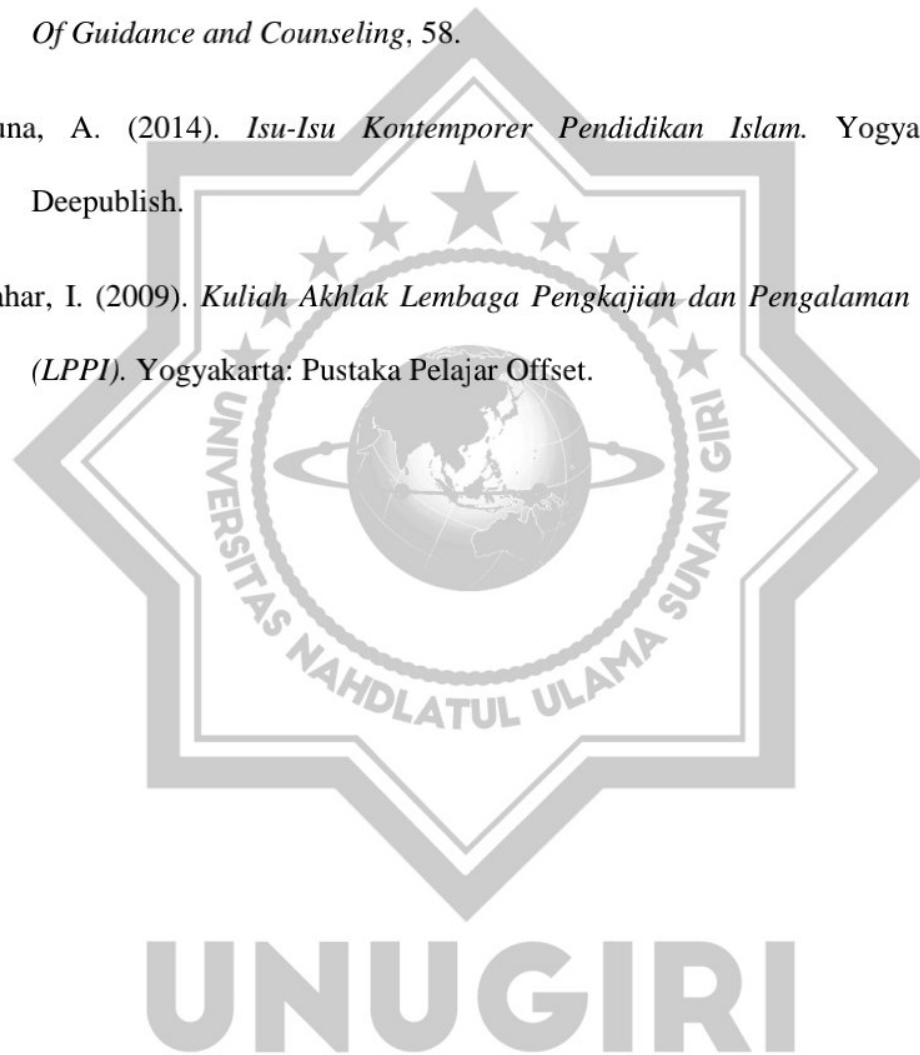 Of Guidance and Counseling, 58.
una, A. (2014). Isu-Isu Kontemporer Pendidikan Islam. Yogya
Deepublish.
ahar, I. (2009). Kuliah Akhlak Lembaga Pengkajian dan Pengalaman
(LPPI). Yogyakarta: Pustaka Pelajar Offset.
UNIVERSITAS NAHDLATUL ULAMA SUNAN GIRI
UNUGIRI